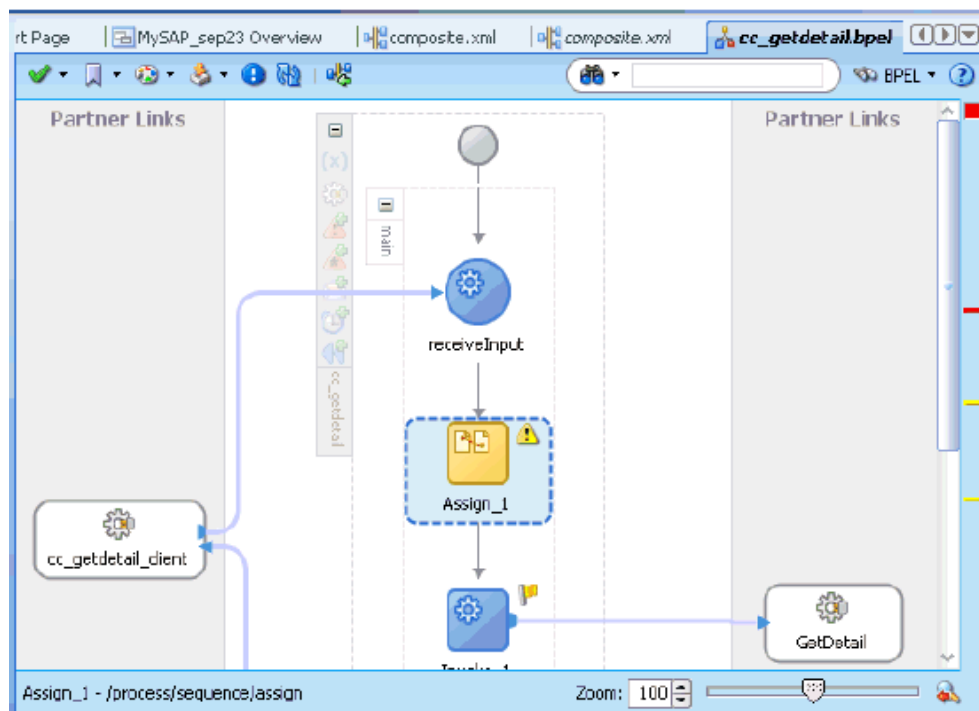 rt Page
MySAP_sep23 Overview
composite.xml
composite.xml
cc_getdetail.bpel
BPEL
Partner Links
Partner Links
(x)
main
receiveInput
cc_getdetail
Assign_1
cc_getdetail_client
GetDetail
Invoke_1
Assign_1 - /process/sequence/assign
Zoom: 100